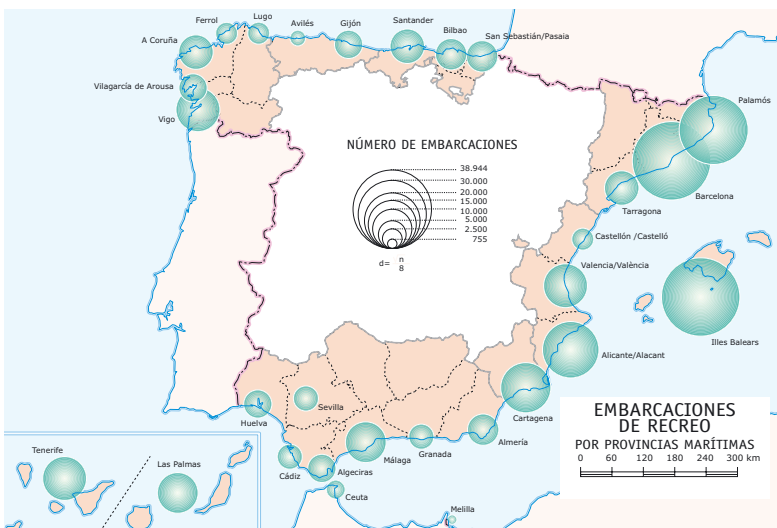 Ferrol
Lugo
Avilés
Gijón
Santander
Bilbao
San Sebastián/Pasaia
A Coruña
Vilagarcía de Arousa
Vigo
Palamós
Barcelona
Tarragona
Castellón /Castelló
Valencia/València
Illes Balears
Alicante/Alacant
Cartagena
Almería
Granada
Málaga
Algeciras
Cádiz
Sevilla
Huelva
Ceuta
Melilla
Tenerife
Las Palmas
NÚMERO DE EMBARCACIONES
38.944
30.000
20.000
15.000
10.000
5.000
2.500
755
d= n
8
EMBARCACIONES
DE RECREO
POR PROVINCIAS MARÍTIMAS
0 60 120 180 240 300 km